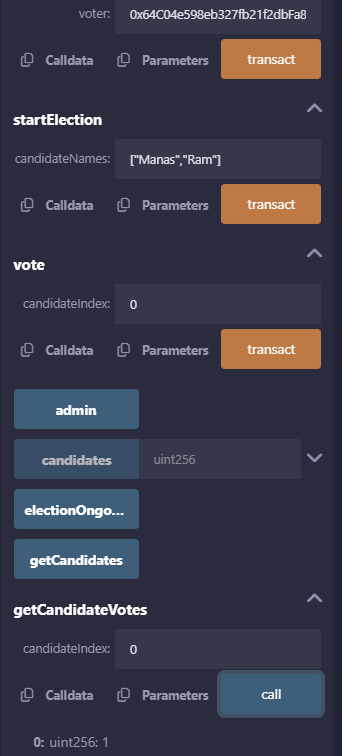 voter: 0x64C04e598eb327fb21f2dbFa8
Calldata Parameters transact
startElection
candidateNames: ["Manas","Ram"]
Calldata Parameters transact
vote
candidateIndex: 0
Calldata Parameters transact
admin
candidates uint256
electionOngo...
getCandidates
getCandidateVotes
candidateIndex: 0
Calldata Parameters call
0: uint256: 1